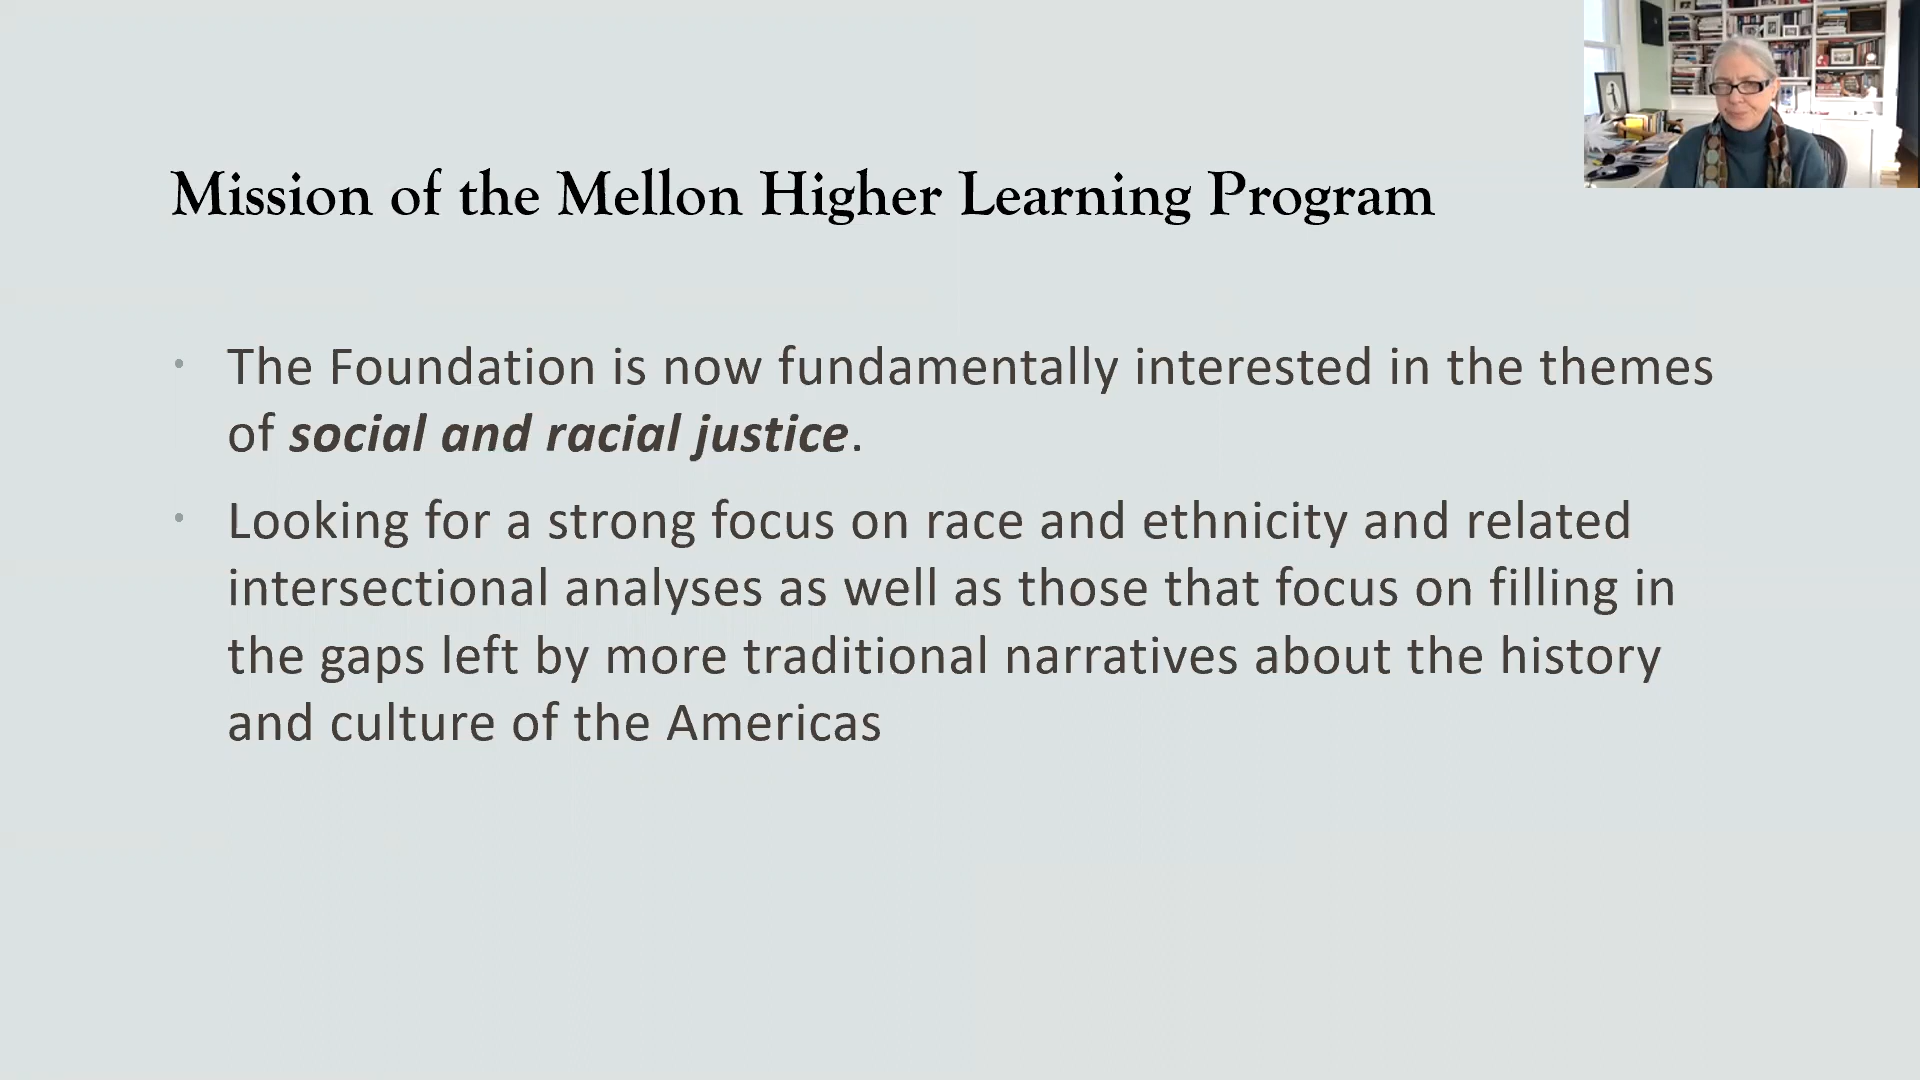 Mission of the Mellon Higher Learning Program
• The Foundation is now fundamentally interested in the themes
of social and racial justice.
• Looking for a strong focus on race and ethnicity and related
intersectional analyses as well as those that focus on filling in
the gaps left by more traditional narratives about the history
and culture of the Americas